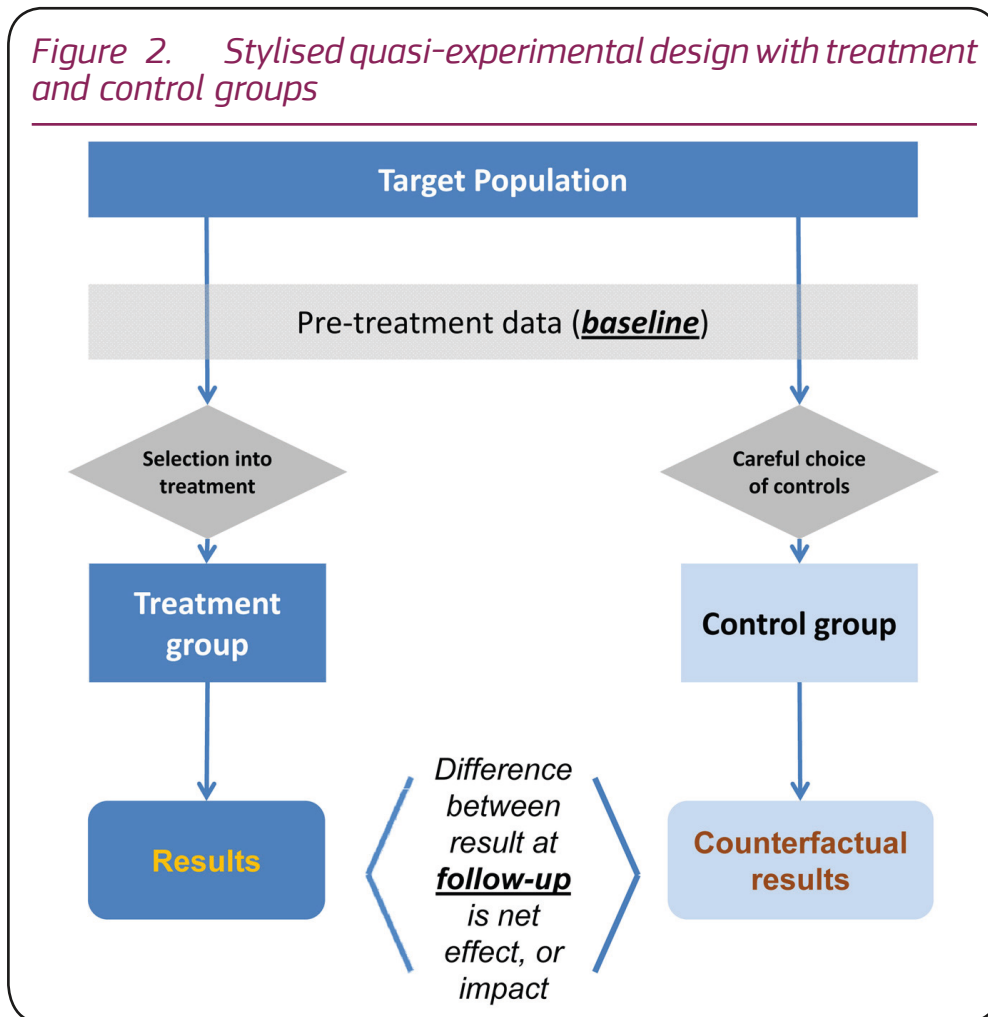 Figure 2. Stylised quasi-experimental design with treatment
and control groups
Target Population
Pre-treatment data (baseline)
Selection into
treatment
Careful choice
of controls
Treatment
group
Control group
Difference
between
result at
follow-up
is net
effect, or
impact
Results
Counterfactual
results